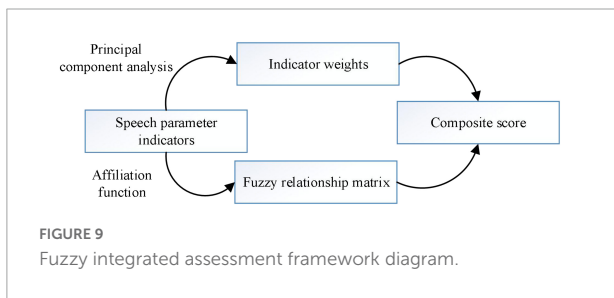 Principal
component analysis
Indicator weights
Speech parameter
indicators
Composite score
Affiliation
function
Fuzzy relationship matrix
FIGURE 9
Fuzzy integrated assessment framework diagram.